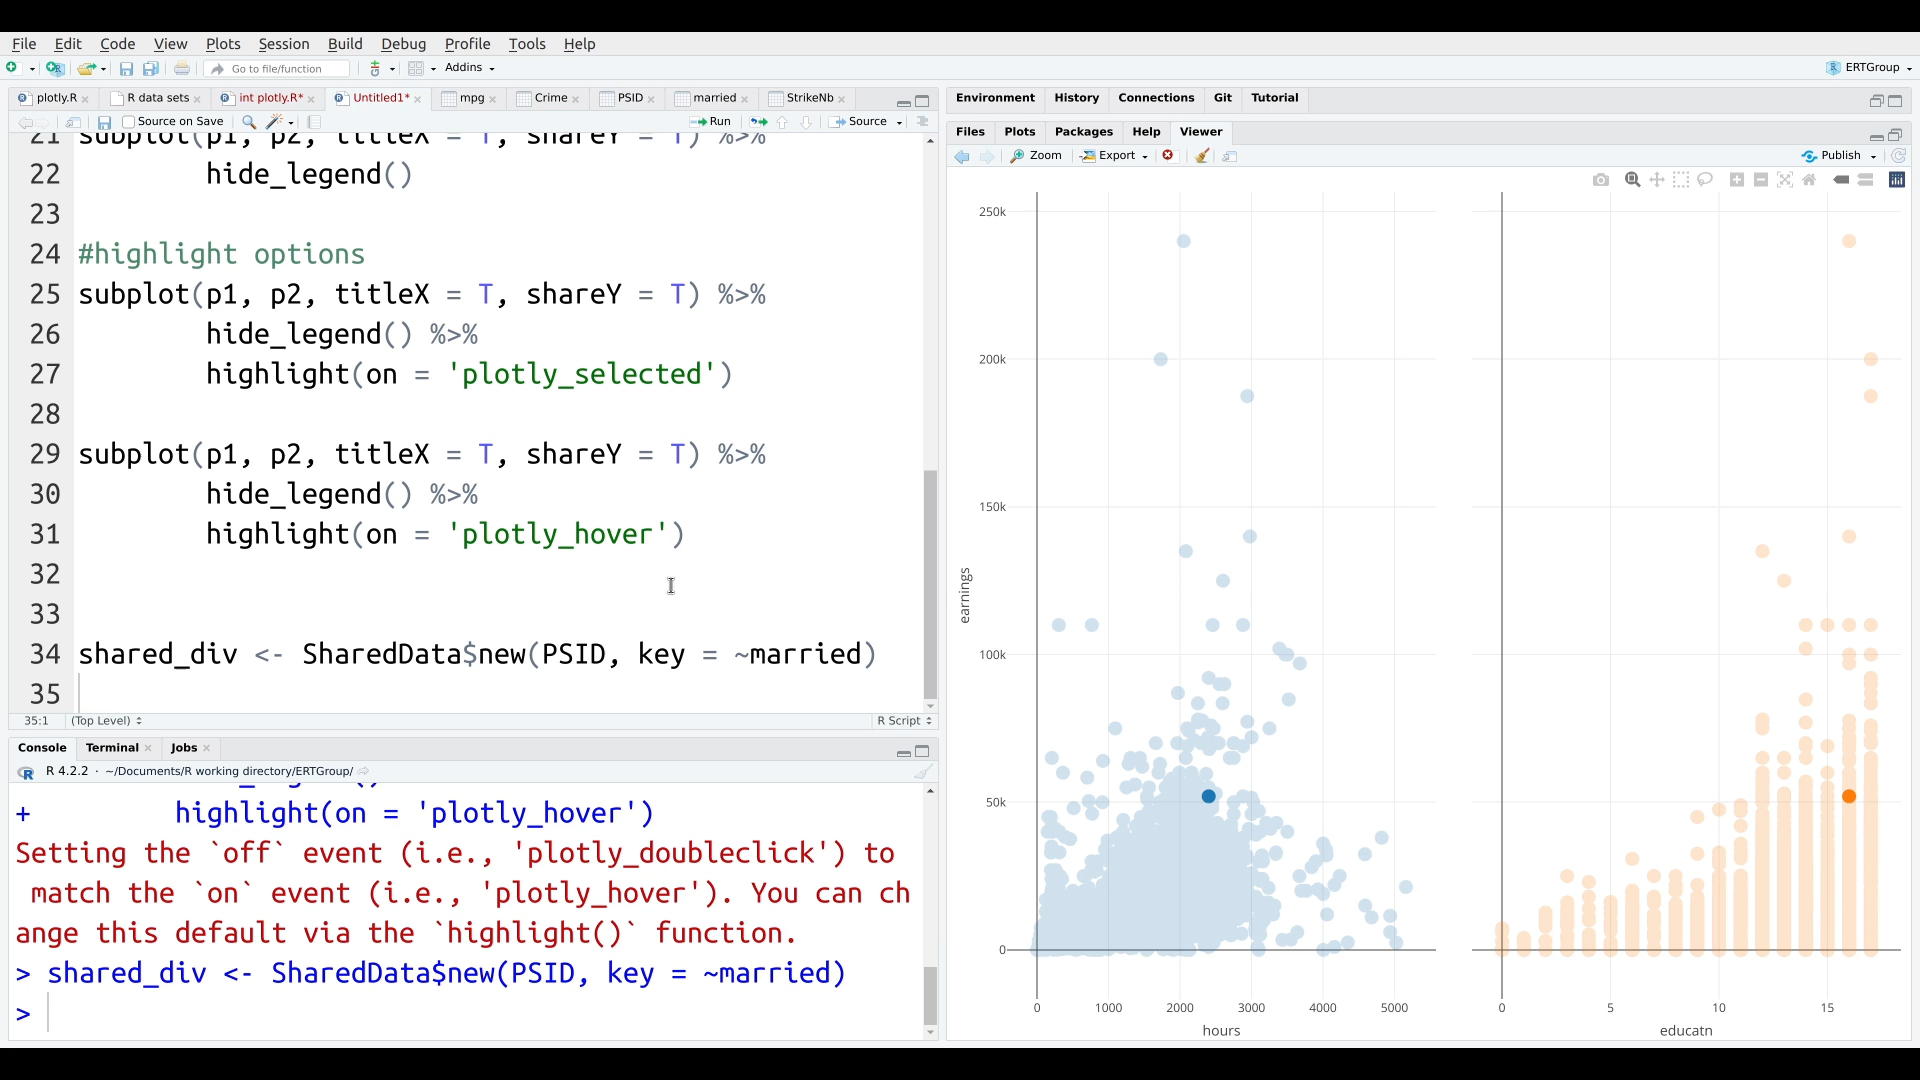 File Edit Code View Plots Session Build Debug Profile Tools Help
Go to file/function Addins ERTGroup
plotly.R R data sets int plotly.R* Untitled1* mpg Crime PSID married StrikeNb
Source on Save Run Source
21 subplot(p1, p2, titleX = T, shareY = T) %>%
22 hide_legend()
23
24 #highlight options
25 subplot(p1, p2, titleX = T, shareY = T) %>%
26 hide_legend() %>%
27 highlight(on = 'plotly_selected')
28
29 subplot(p1, p2, titleX = T, shareY = T) %>%
30 hide_legend() %>%
31 highlight(on = 'plotly_hover')
32
33
34 shared_div <- SharedData$new(PSID, key = ~married)
35
35:1 (Top Level) R Script
Console Terminal Jobs
R 4.2.2 · ~/Documents/R working directory/ERTGroup/
+ highlight(on = 'plotly_hover')
Setting the `off` event (i.e., 'plotly_doubleclick') to
match the `on` event (i.e., 'plotly_hover'). You can ch
ange this default via the `highlight()` function.
> shared_div <- SharedData$new(PSID, key = ~married)
>
Environment History Connections Git Tutorial
Files Plots Packages Help Viewer
Zoom Export Publish
250k
200k
150k
100k
50k
0
earnings
0 1000 2000 3000 4000 5000
hours
0 5 10 15
educatn